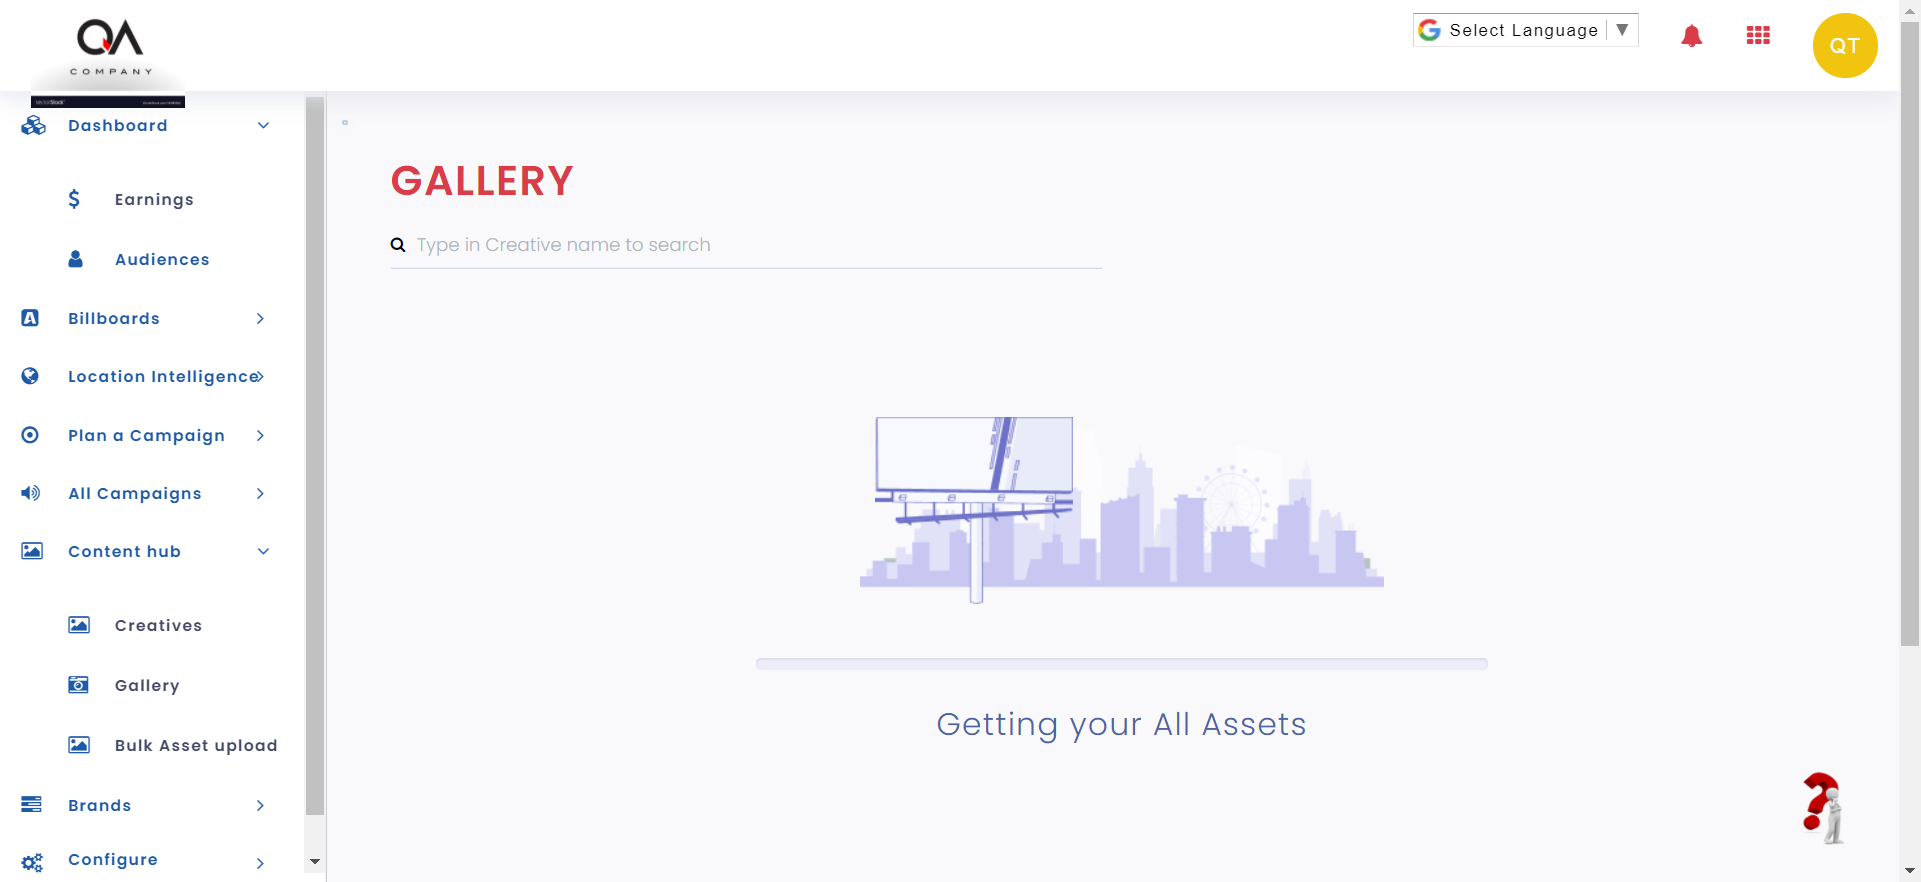 QA
COMPANY
Select Language ▼
QT
Dashboard
Earnings
Audiences
Billboards
Location Intelligence
Plan a Campaign
All Campaigns
Content hub
Creatives
Gallery
Bulk Asset upload
Brands
Configure
GALLERY
Type in Creative name to search
Getting your All Assets